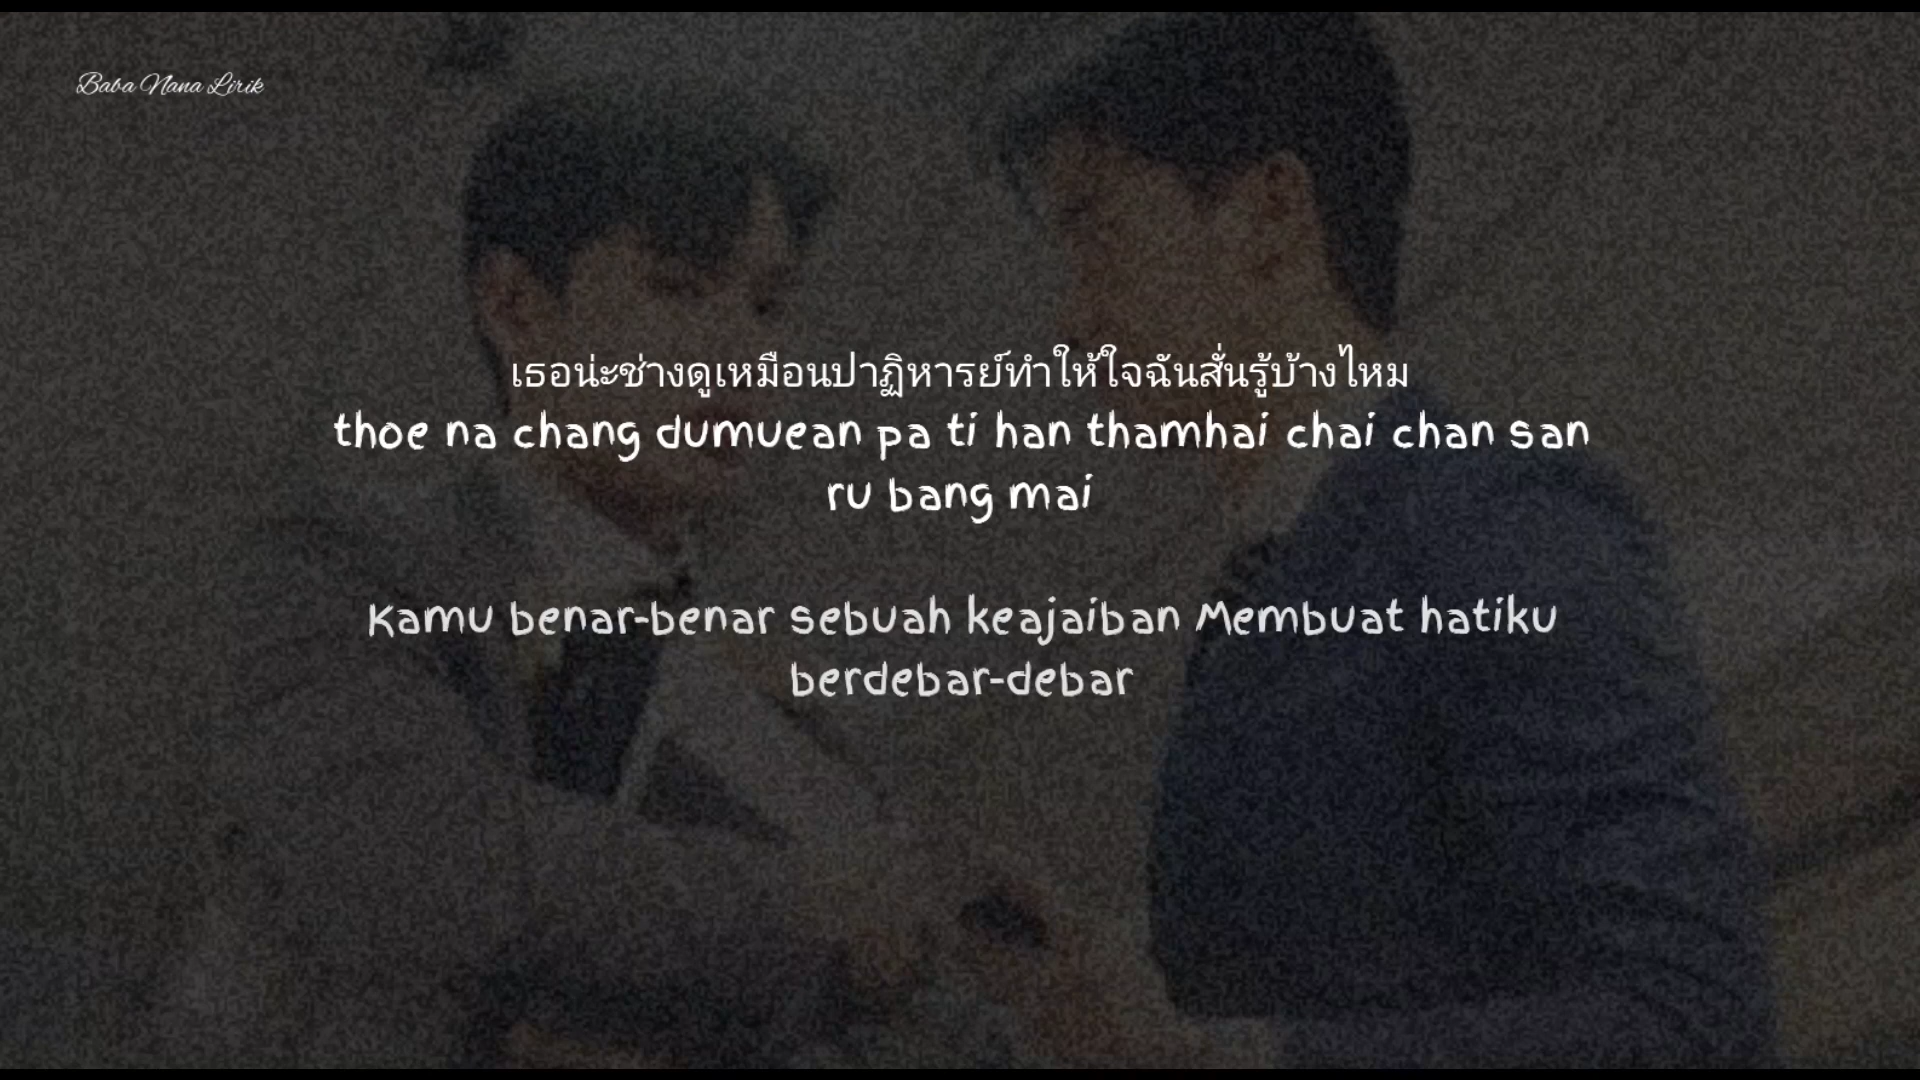 Baba Nana Lirik
เธอน่ะช่างดูเหมือนปาฏิหารย์ทำให้ใจฉันสั่นรู้บ้างไหม
thoe na chang dumuean pa ti han thamhai chai chan san
ru bang mai
Kamu benar-benar sebuah keajaiban Membuat hatiku
berdebar-debar